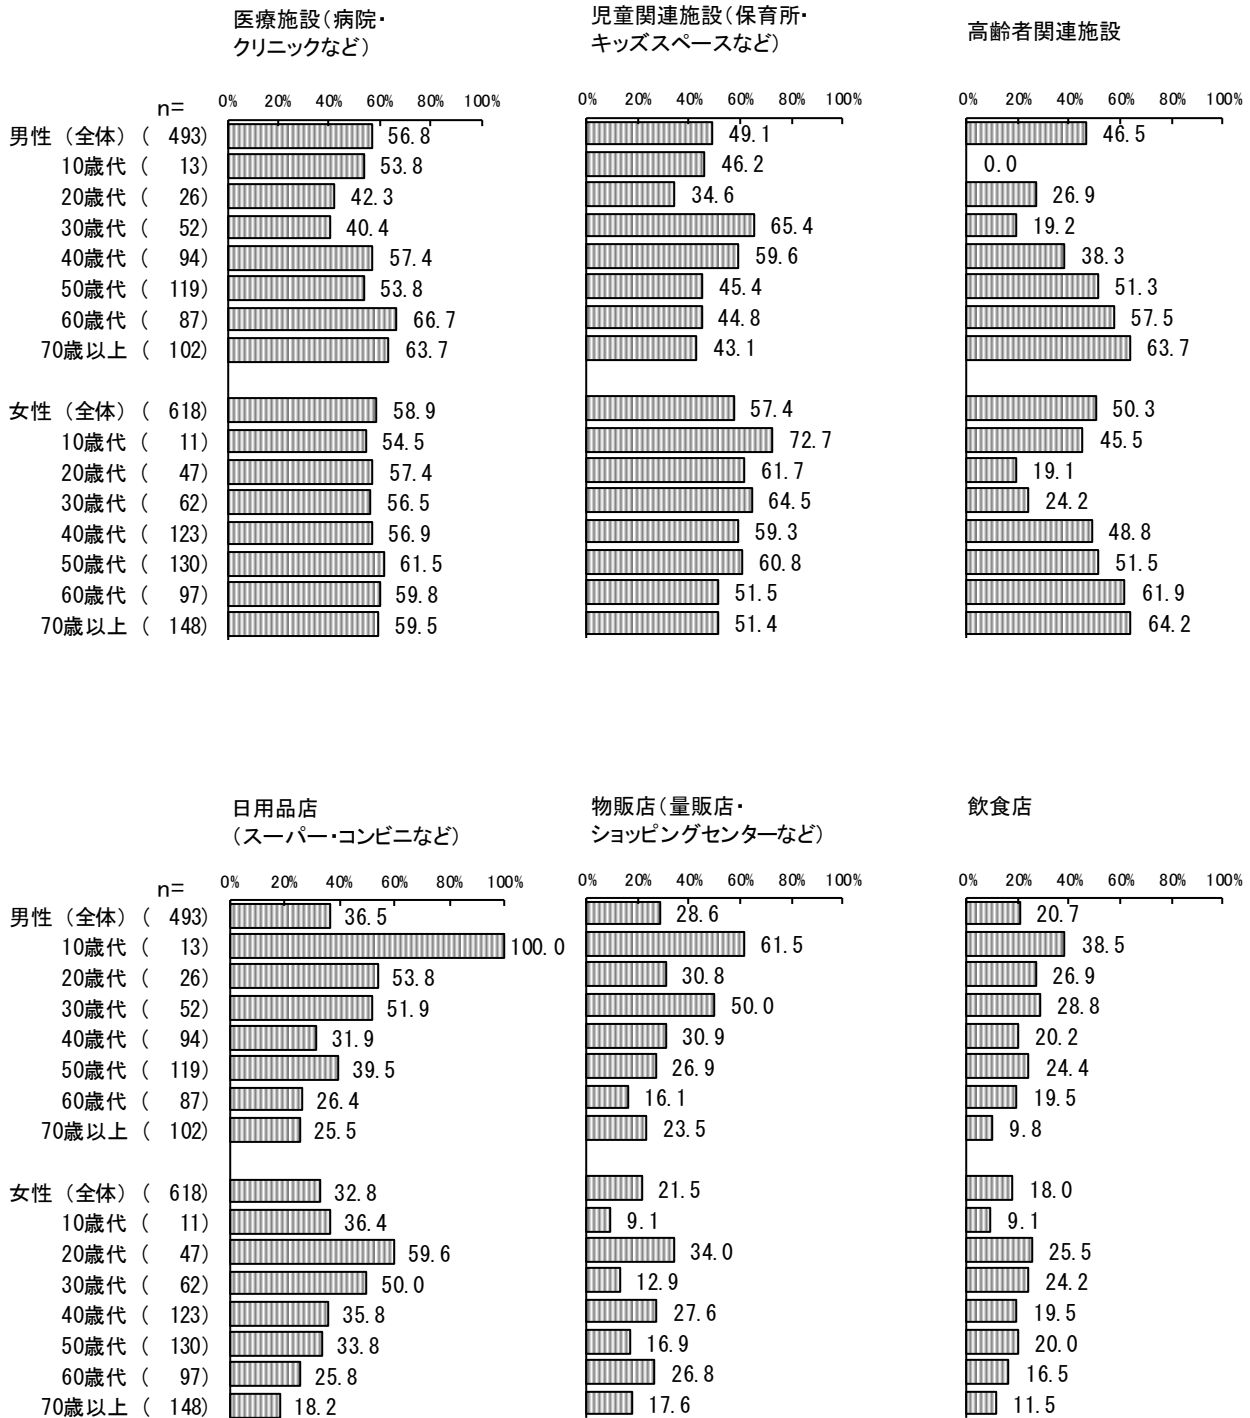 医療施設（病院・
クリニックなど）
児童関連施設（保育所・
キッズスペースなど）
高齢者関連施設
n= 0% 20% 40% 60% 80% 100% 0% 20% 40% 60% 80% 100% 0% 20% 40% 60% 80% 100%
男性（全体）（ 493） 56.8 49.1 46.5
10歳代（ 13） 53.8 46.2 0.0
20歳代（ 26） 42.3 34.6 26.9
30歳代（ 52） 40.4 65.4 19.2
40歳代（ 94） 57.4 59.6 38.3
50歳代（ 119） 53.8 45.4 51.3
60歳代（ 87） 66.7 44.8 57.5
70歳以上（ 102） 63.7 43.1 63.7
女性（全体）（ 618） 58.9 57.4 50.3
10歳代（ 11） 54.5 72.7 45.5
20歳代（ 47） 57.4 61.7 19.1
30歳代（ 62） 56.5 64.5 24.2
40歳代（ 123） 56.9 59.3 48.8
50歳代（ 130） 61.5 60.8 51.5
60歳代（ 97） 59.8 51.5 61.9
70歳以上（ 148） 59.5 51.4 64.2
日用品店
（スーパー・コンビニなど）
物販店（量販店・
ショッピングセンターなど）
飲食店
n= 0% 20% 40% 60% 80% 100% 0% 20% 40% 60% 80% 100% 0% 20% 40% 60% 80% 100%
男性（全体）（ 493） 36.5 28.6 20.7
10歳代（ 13） 100.0 61.5 38.5
20歳代（ 26） 53.8 30.8 26.9
30歳代（ 52） 51.9 50.0 28.8
40歳代（ 94） 31.9 30.9 20.2
50歳代（ 119） 39.5 26.9 24.4
60歳代（ 87） 26.4 16.1 19.5
70歳以上（ 102） 25.5 23.5 9.8
女性（全体）（ 618） 32.8 21.5 18.0
10歳代（ 11） 36.4 9.1 9.1
20歳代（ 47） 59.6 34.0 25.5
30歳代（ 62） 50.0 12.9 24.2
40歳代（ 123） 35.8 27.6 19.5
50歳代（ 130） 33.8 16.9 20.0
60歳代（ 97） 25.8 26.8 16.5
70歳以上（ 148） 18.2 17.6 11.5